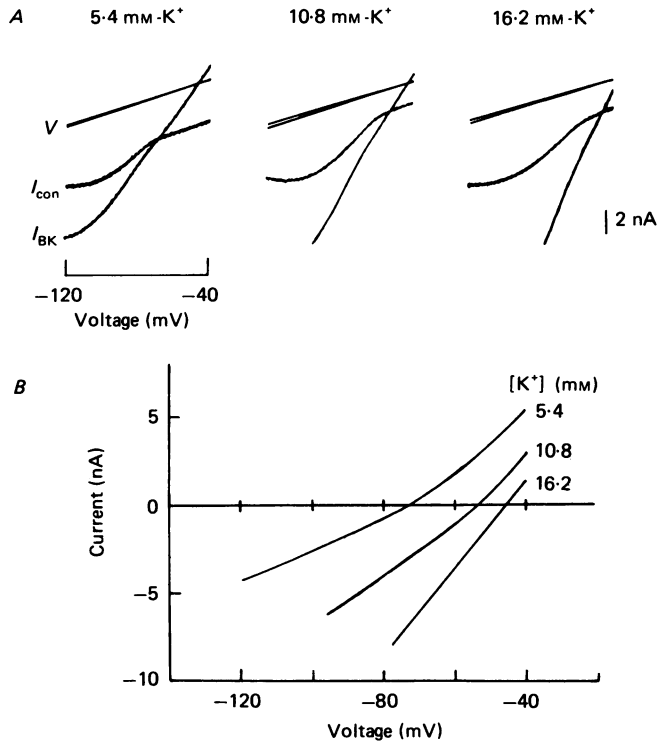 A 5·4 mM-K⁺ 10·8 mM-K⁺ 16·2 mM-K⁺
V
I_con
I_BK
2 nA
−120 −40
Voltage (mV)
B
[K⁺] (mM)
5·4
10·8
16·2
5
0
−5
−10
Current (nA)
−120 −80 −40
Voltage (mV)